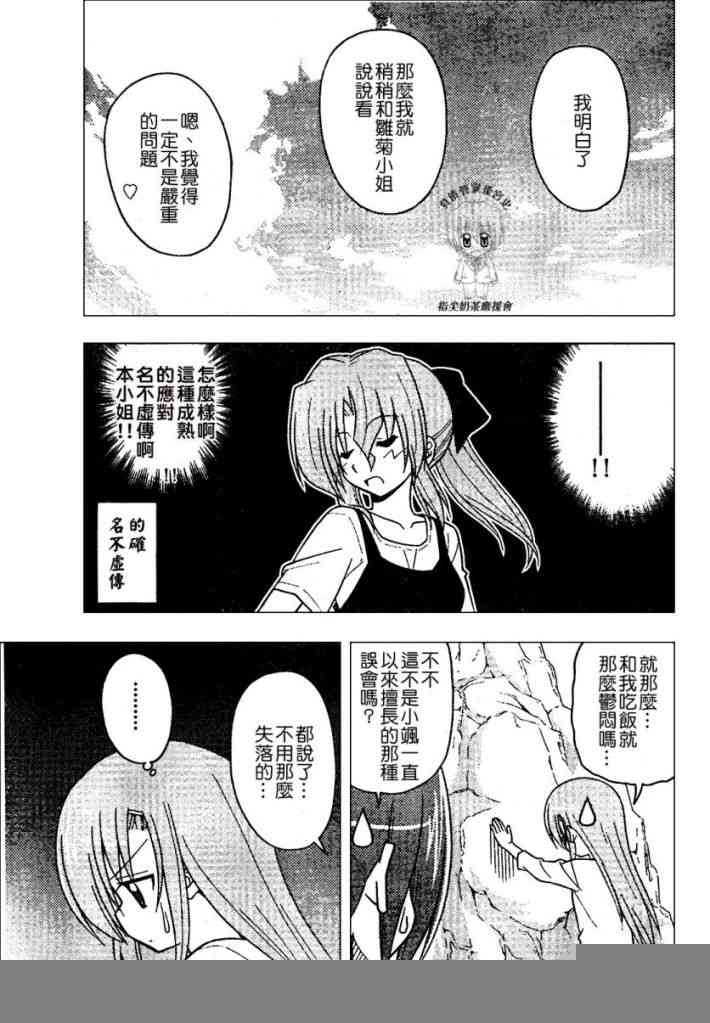 我明白了
那麼我就
稍稍和雛菊小姐
說說看
嗯、我覺得
一定不是嚴重
的問題
♡
指尖奶茶應援會
——!!
怎麼樣啊
這種成熟
的應對
名不虛傳啊
本小姐!!
!!
的確
名不虛傳
就那麼…
和我吃飯就
那麼鬱悶嗎…
不不
這不是小颯一直
以來擅長的那種
誤會嗎?
都說了…
不用那麼
失落的…
………